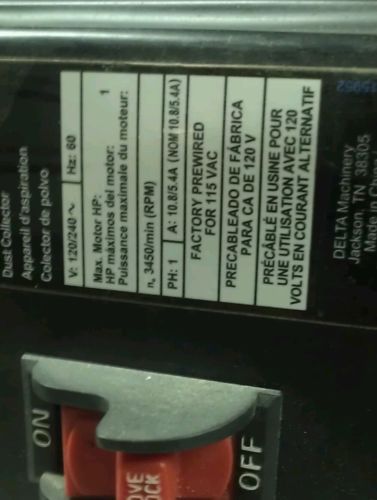 Dust Collector
Appareil d'aspiration
Colector de polvo
V: 120/240 ~ Hz: 60
Max. Motor HP:
HP máximos del motor: 1
Puissance maximale du moteur:
n. 3450/min (RPM)
PH: 1 A: 10.8/5.4A (NOM 10.8/5.4A)
FACTORY PREWIRED
FOR 115 VAC
PRECABLEADO DE FÁBRICA
PARA CA DE 120 V
PRÉCÂBLÉ EN USINE POUR
UNE UTILISATION AVEC 120
VOLTS EN COURANT ALTERNATIF
DELTA Machinery
Jackson, TN 38305
Made
15952
ON
OFF